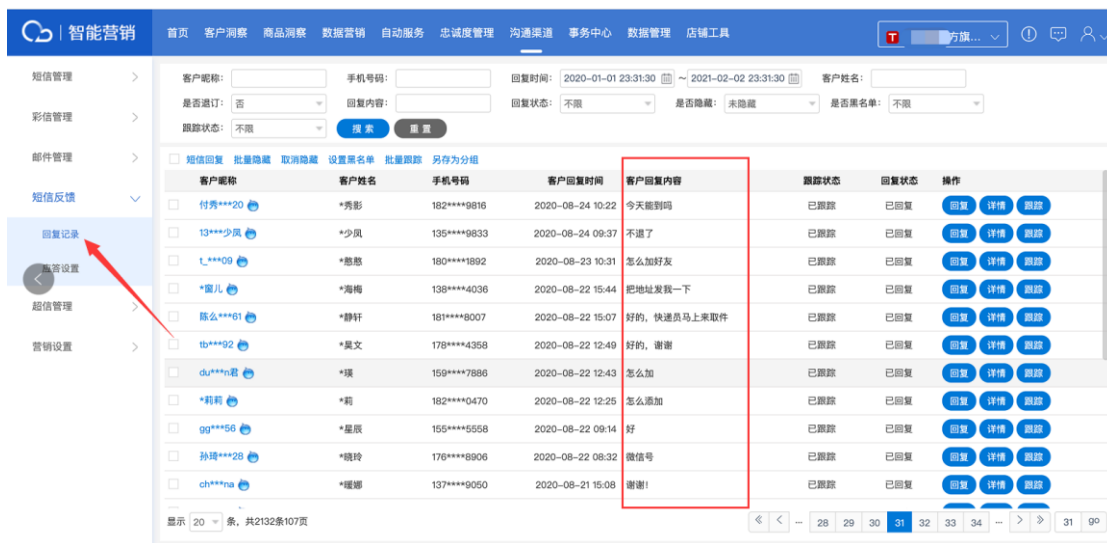 智能营销
首页 客户洞察 商品洞察 数据营销 自动服务 忠诚度管理 沟通渠道 事务中心 数据管理 店铺工具
方旗...
短信管理
彩信管理
邮件管理
短信反馈
回复记录
应答设置
超信管理
营销设置
客户昵称: 手机号码: 回复时间: 2020-01-01 23:31:30 ~ 2021-02-02 23:31:30 客户姓名:
是否退订: 否 回复内容: 回复状态: 不限 是否隐藏: 未隐藏 是否黑名单: 不限
跟踪状态: 不限 搜索 重置
短信回复 批量隐藏 取消隐藏 设置黑名单 批量跟踪 另存为分组
客户昵称 客户姓名 手机号码 客户回复时间 客户回复内容 跟踪状态 回复状态 操作
付秀***20 *秀影 182****9816 2020-08-24 10:22 今天能到吗 已跟踪 已回复 回复 详情 跟踪
13***少凤 *少凤 135****9833 2020-08-24 09:37 不退了 已跟踪 已回复 回复 详情 跟踪
t_***09 *憨憨 180****1892 2020-08-23 10:31 怎么加好友 已跟踪 已回复 回复 详情 跟踪
*窗儿 *海梅 138****4036 2020-08-22 15:44 把地址发我一下 已跟踪 已回复 回复 详情 跟踪
陈么***61 *静轩 181****8007 2020-08-22 15:07 好的，快递员马上来取件 已跟踪 已回复 回复 详情 跟踪
tb***92 *昊文 178****4358 2020-08-22 12:49 好的，谢谢 已跟踪 已回复 回复 详情 跟踪
du***n君 *瑛 159****7886 2020-08-22 12:43 怎么加 已跟踪 已回复 回复 详情 跟踪
*莉莉 *莉 182****0470 2020-08-22 12:25 怎么添加 已跟踪 已回复 回复 详情 跟踪
gg***56 *星辰 155****5558 2020-08-22 09:14 好 已跟踪 已回复 回复 详情 跟踪
孙琦***28 *晓玲 176****8906 2020-08-22 08:32 微信号 已跟踪 已回复 回复 详情 跟踪
ch***na *媛娜 137****9050 2020-08-21 15:08 谢谢! 已跟踪 已回复 回复 详情 跟踪
显示 20 条，共2132条107页 « < ... 28 29 30 31 32 33 34 ... > » 31 go